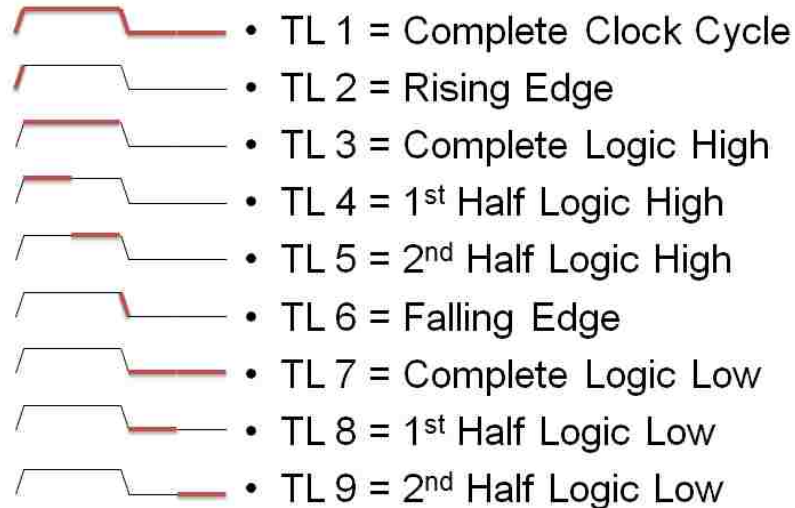 • TL 1 = Complete Clock Cycle
• TL 2 = Rising Edge
• TL 3 = Complete Logic High
• TL 4 = 1st Half Logic High
• TL 5 = 2nd Half Logic High
• TL 6 = Falling Edge
• TL 7 = Complete Logic Low
• TL 8 = 1st Half Logic Low
• TL 9 = 2nd Half Logic Low